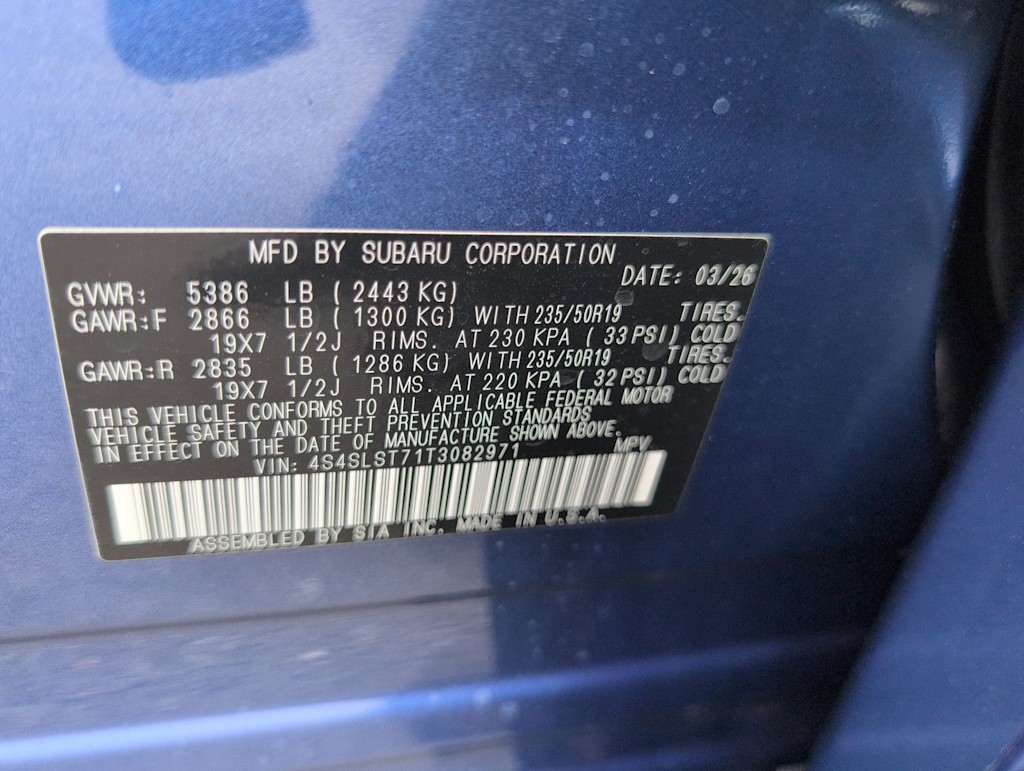 MFD BY SUBARU CORPORATION
DATE: 03/26
GVWR: 5386 LB ( 2443 KG)
GAWR:F 2866 LB ( 1300 KG) WITH 235/50R19 TIRES.
19X7 1/2J RIMS. AT 230 KPA ( 33 PSI) COLD
GAWR:R 2835 LB ( 1286 KG) WITH 235/50R19 TIRES.
19X7 1/2J RIMS. AT 220 KPA ( 32 PSI) COLD
THIS VEHICLE CONFORMS TO ALL APPLICABLE FEDERAL MOTOR
VEHICLE SAFETY AND THEFT PREVENTION STANDARDS
IN EFFECT ON THE DATE OF MANUFACTURE SHOWN ABOVE.
VIN: 4S4SLST71T3082971 MPV
ASSEMBLED BY SIA INC. MADE IN U.S.A.